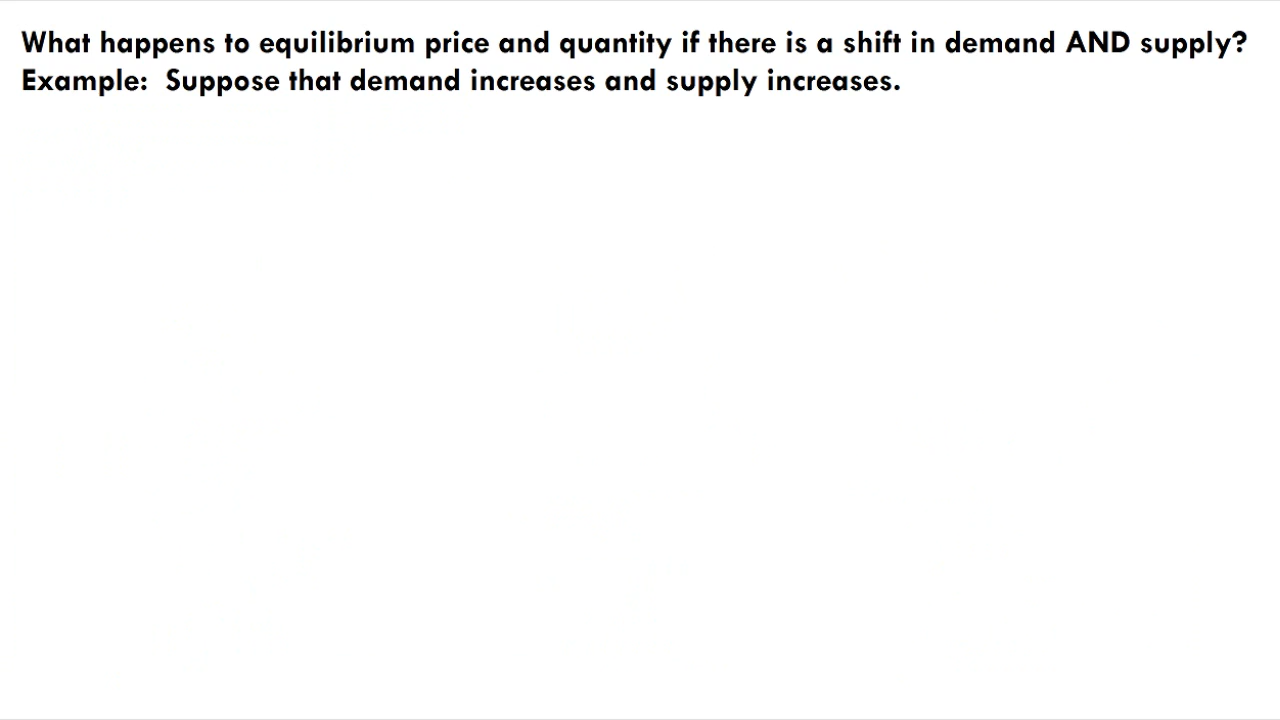 What happens to equilibrium price and quantity if there is a shift in demand AND supply?
Example:  Suppose that demand increases and supply increases.